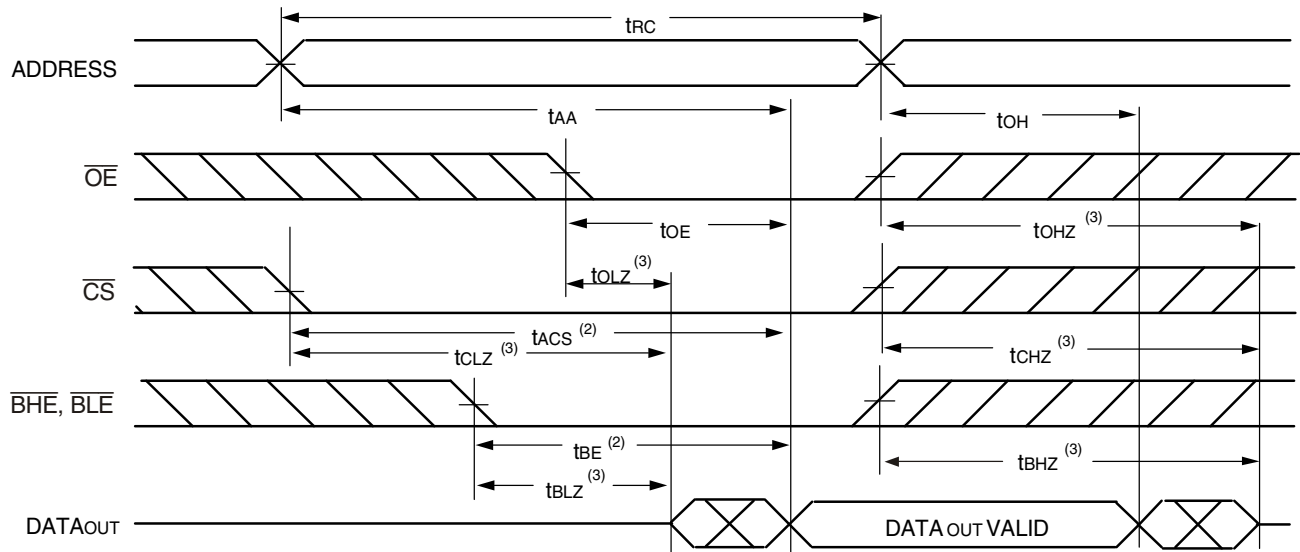 tRC
ADDRESS
tAA
tOH
OE
tOE
tOHZ (3)
tOLZ (3)
CS
tACS (2)
tCLZ (3)
tCHZ (3)
BHE, BLE
tBE (2)
tBHZ (3)
tBLZ (3)
DATAOUT
DATA OUT VALID